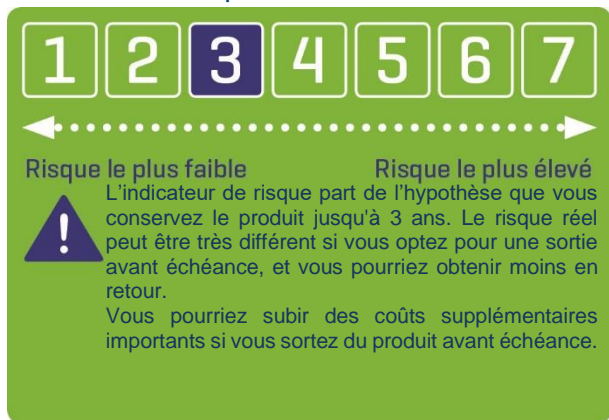 1 2 3 4 5 6 7
Risque le plus faible Risque le plus élevé
!
L'indicateur de risque part de l'hypothèse que vous
conservez le produit jusqu'à 3 ans. Le risque réel
peut être très différent si vous optez pour une sortie
avant échéance, et vous pourriez obtenir moins en
retour.
Vous pourriez subir des coûts supplémentaires
importants si vous sortez du produit avant échéance.